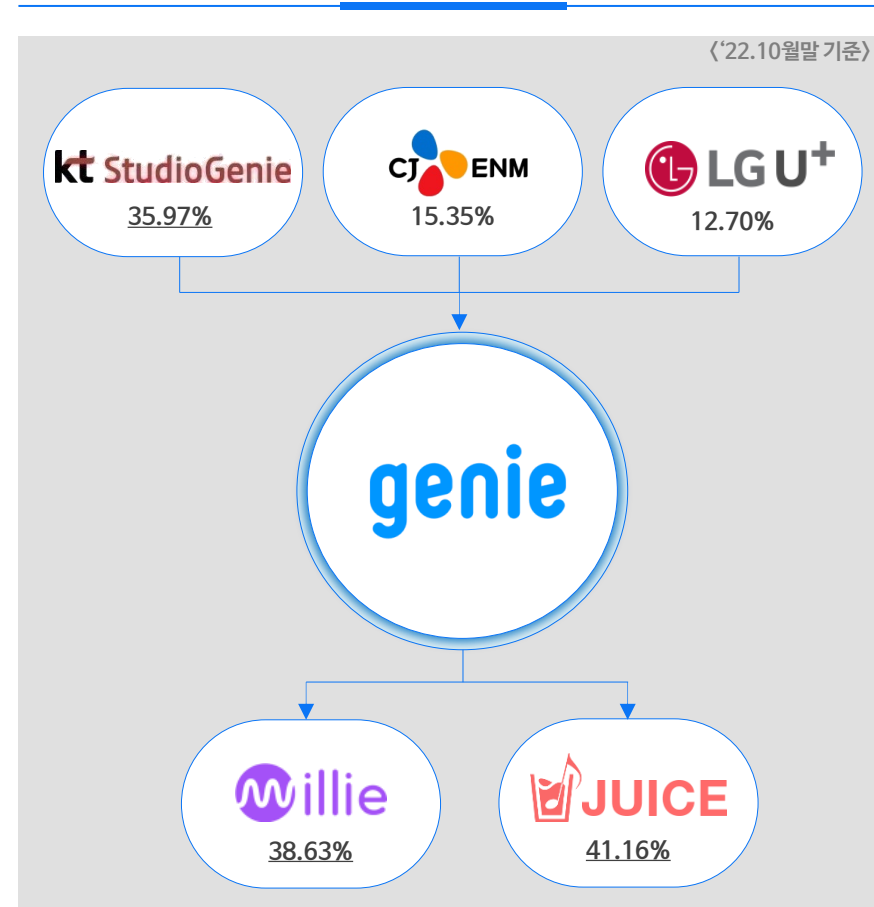 〈‘22.10월말 기준〉
kt StudioGenie
35.97%
CJ ENM
15.35%
LG U+
12.70%
genie
millie
38.63%
JUICE
41.16%